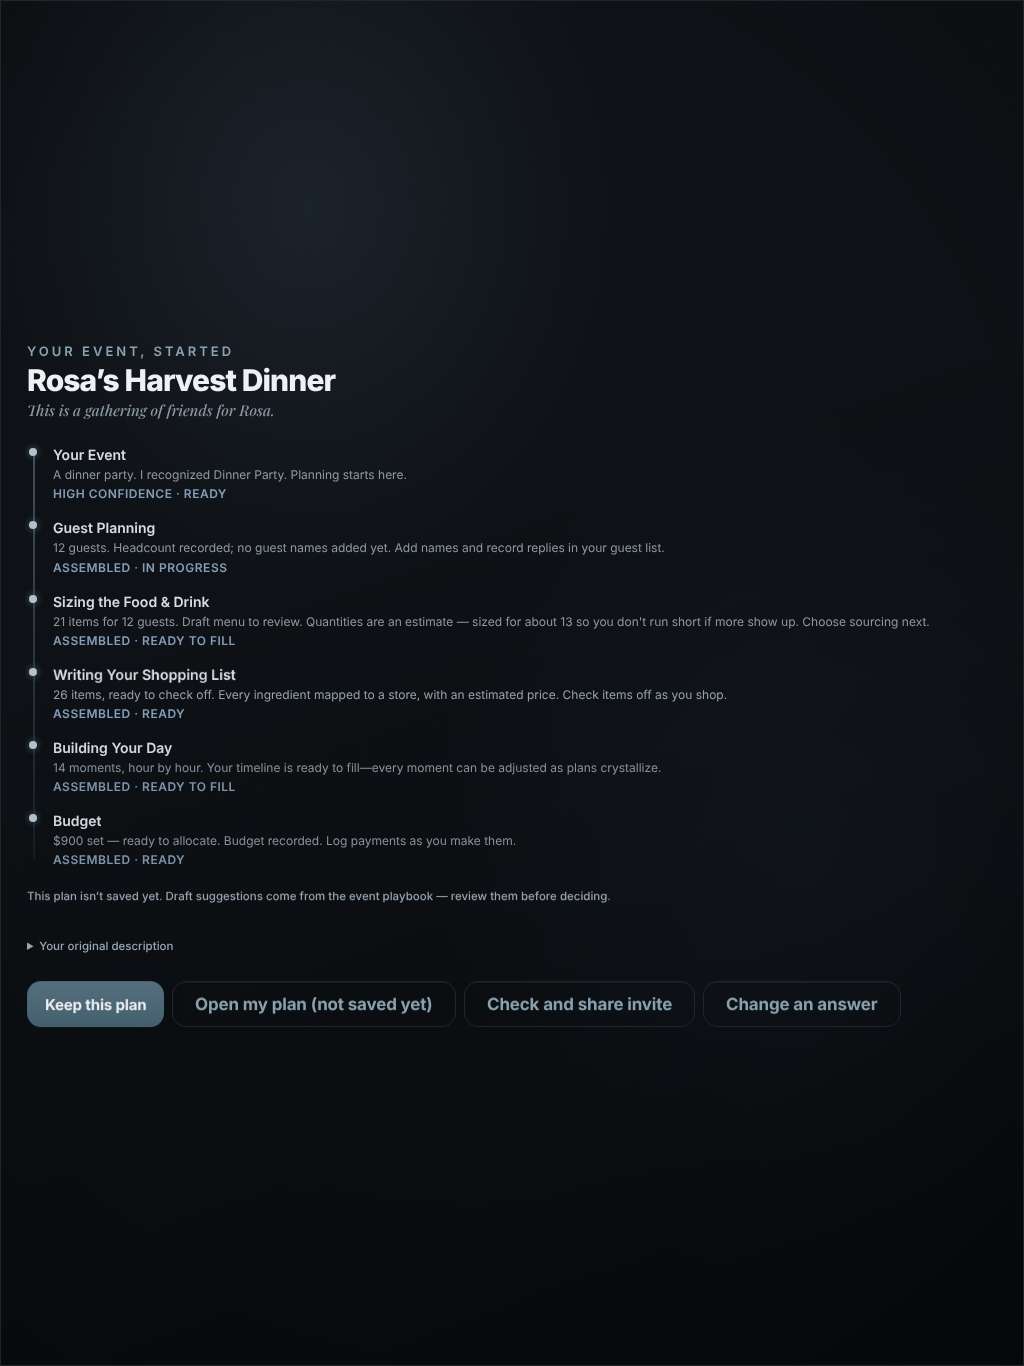 YOUR EVENT, STARTED
Rosa’s Harvest Dinner
This is a gathering of friends for Rosa.
Your Event
A dinner party. I recognized Dinner Party. Planning starts here.
HIGH CONFIDENCE · READY
Guest Planning
12 guests. Headcount recorded; no guest names added yet. Add names and record replies in your guest list.
ASSEMBLED · IN PROGRESS
Sizing the Food & Drink
21 items for 12 guests. Draft menu to review. Quantities are an estimate — sized for about 13 so you don't run short if more show up. Choose sourcing next.
ASSEMBLED · READY TO FILL
Writing Your Shopping List
26 items, ready to check off. Every ingredient mapped to a store, with an estimated price. Check items off as you shop.
ASSEMBLED · READY
Building Your Day
14 moments, hour by hour. Your timeline is ready to fill—every moment can be adjusted as plans crystallize.
ASSEMBLED · READY TO FILL
Budget
$900 set — ready to allocate. Budget recorded. Log payments as you make them.
ASSEMBLED · READY
This plan isn’t saved yet. Draft suggestions come from the event playbook — review them before deciding.
Your original description
Keep this plan
Open my plan (not saved yet)
Check and share invite
Change an answer